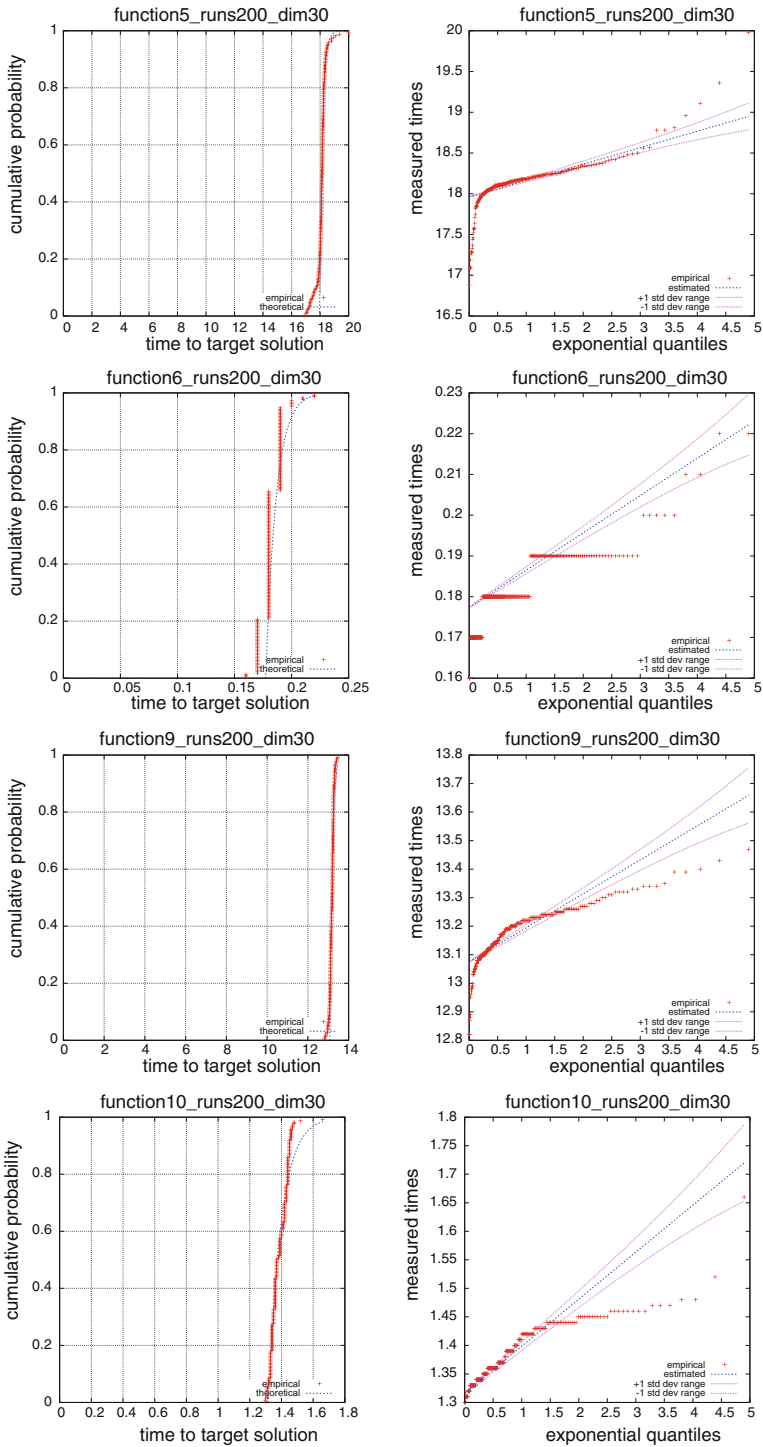 function5_runs200_dim30
cumulative probability
1
0.8
0.6
0.4
0.2
0
empirical
theoretical
0 2 4 6 8 10 12 14 16 18 20
time to target solution
function5_runs200_dim30
measured times
20
19.5
19
18.5
18
17.5
17
16.5
empirical
estimated
+1 std dev range
-1 std dev range
0 0.5 1 1.5 2 2.5 3 3.5 4 4.5 5
exponential quantiles
function6_runs200_dim30
cumulative probability
1
0.8
0.6
0.4
0.2
0
empirical
theoretical
0 0.05 0.1 0.15 0.2 0.25
time to target solution
function6_runs200_dim30
measured times
0.23
0.22
0.21
0.2
0.19
0.18
0.17
0.16
empirical
estimated
+1 std dev range
-1 std dev range
0 0.5 1 1.5 2 2.5 3 3.5 4 4.5 5
exponential quantiles
function9_runs200_dim30
cumulative probability
1
0.8
0.6
0.4
0.2
0
empirical
theoretical
0 2 4 6 8 10 12 14
time to target solution
function9_runs200_dim30
measured times
13.8
13.7
13.6
13.5
13.4
13.3
13.2
13.1
13
12.9
12.8
empirical
estimated
+1 std dev range
-1 std dev range
0 0.5 1 1.5 2 2.5 3 3.5 4 4.5 5
exponential quantiles
function10_runs200_dim30
cumulative probability
1
0.8
0.6
0.4
0.2
0
empirical
theoretical
0 0.2 0.4 0.6 0.8 1 1.2 1.4 1.6 1.8
time to target solution
function10_runs200_dim30
measured times
1.8
1.75
1.7
1.65
1.6
1.55
1.5
1.45
1.4
1.35
1.3
empirical
estimated
+1 std dev range
-1 std dev range
0 0.5 1 1.5 2 2.5 3 3.5 4 4.5 5
exponential quantiles